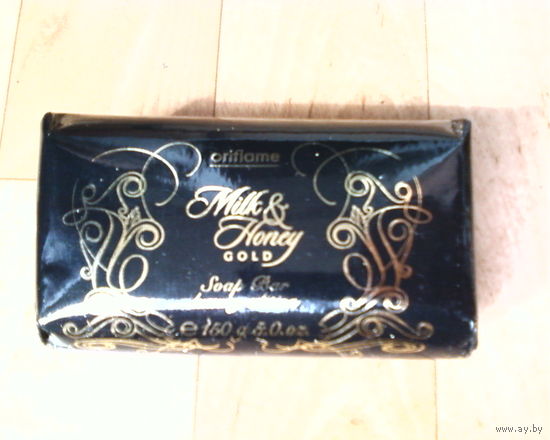 oriflame
Milk &
Honey
GOLD
Soap Bar
e 150 g 5.0.oz.
www.ay.by